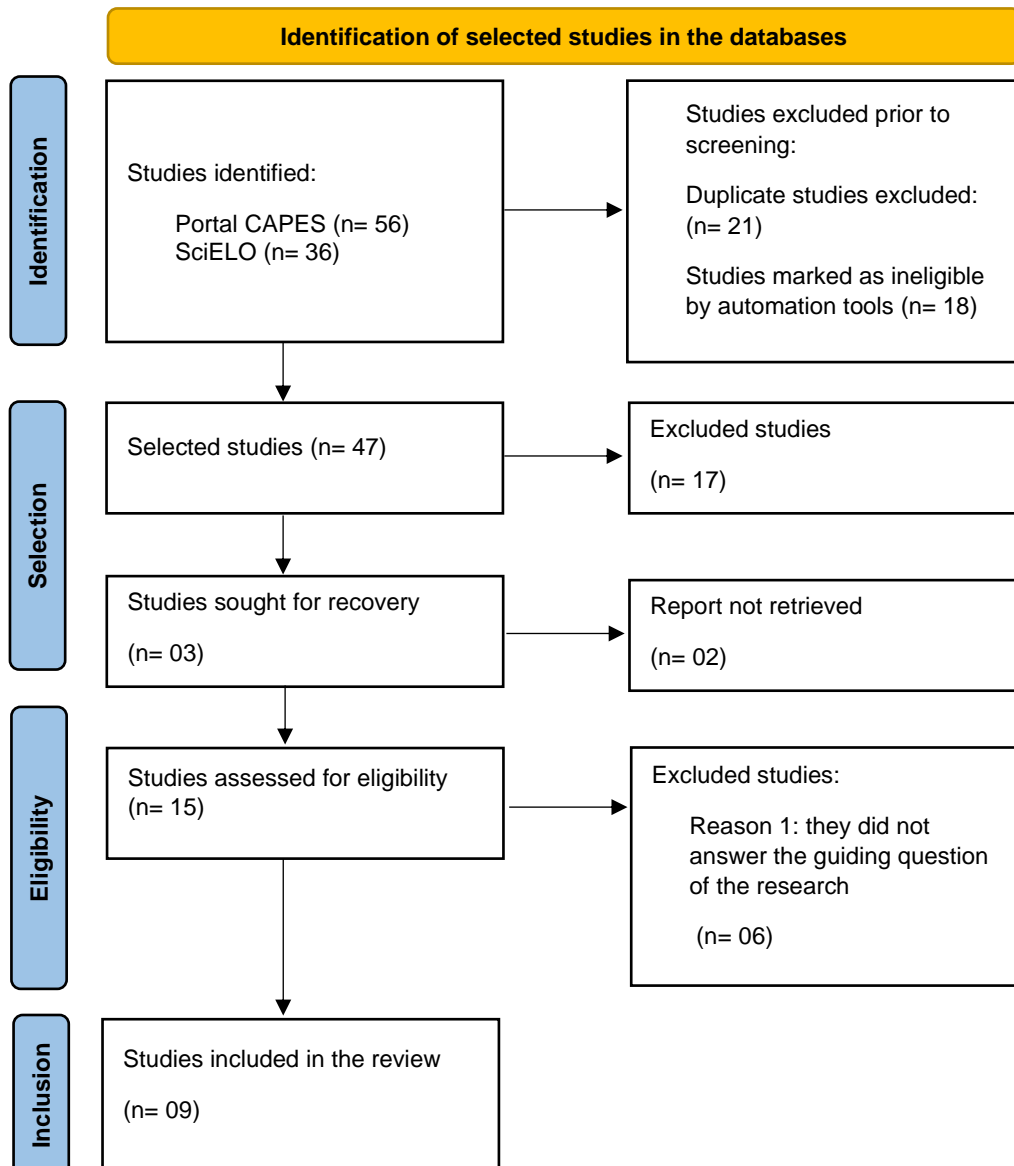 Identification of selected studies in the databases
Identification
Studies identified:
Portal CAPES (n= 56)
SciELO (n= 36)
Studies excluded prior to
screening:
Duplicate studies excluded:
(n= 21)
Studies marked as ineligible
by automation tools (n= 18)
Selection
Selected studies (n= 47)
Excluded studies
(n= 17)
Studies sought for recovery
(n= 03)
Report not retrieved
(n= 02)
Eligibility
Studies assessed for eligibility
(n= 15)
Excluded studies:
Reason 1: they did not
answer the guiding question
of the research
(n= 06)
Inclusion
Studies included in the review
(n= 09)